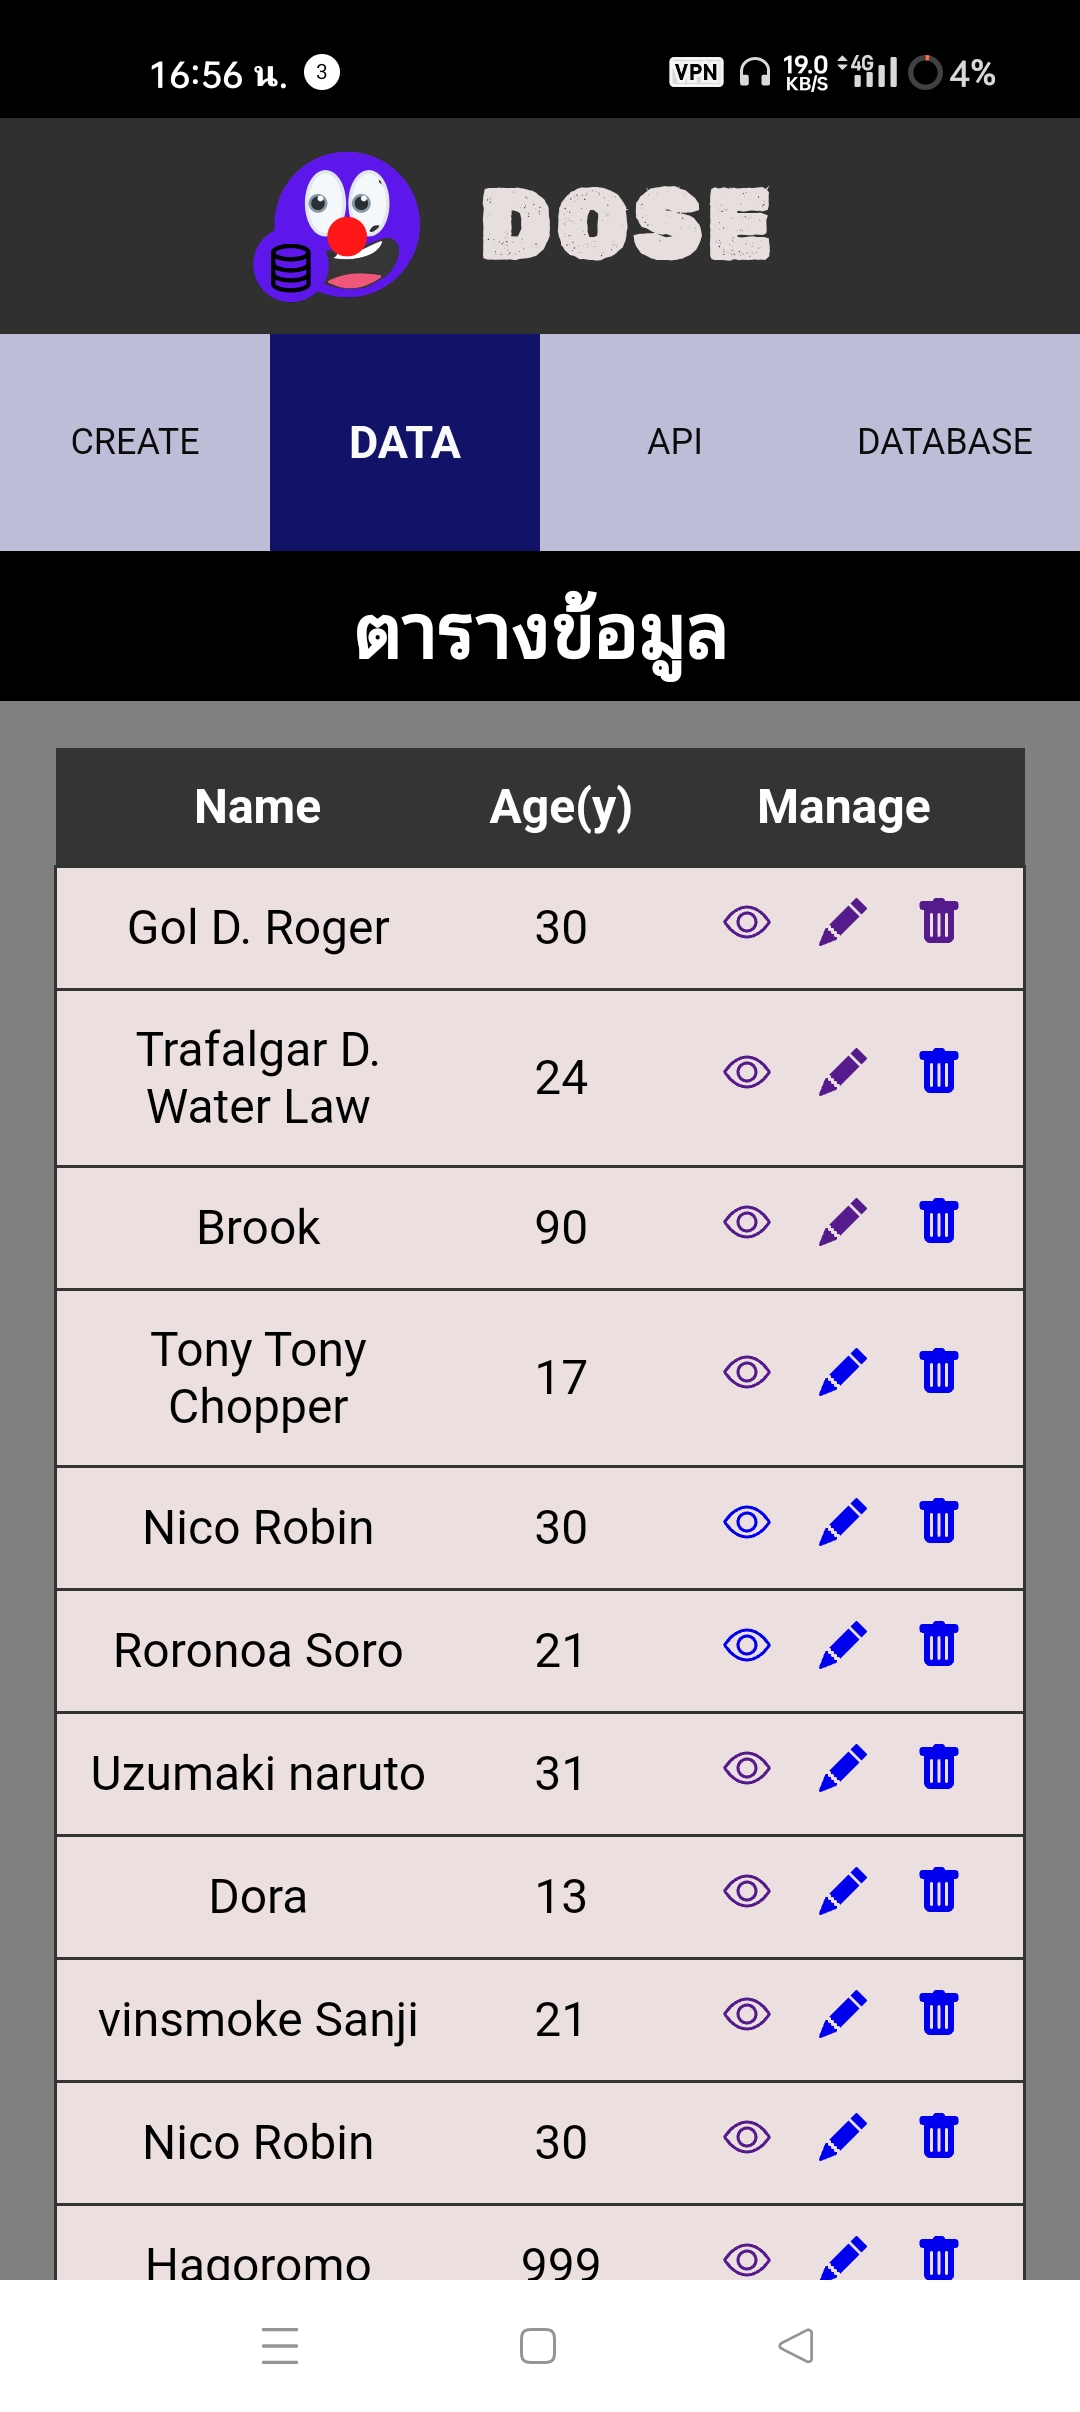 16:56 น. 3 VPN 19.0 KB/S 4G 4%
DOSE
CREATE DATA API DATABASE
ตารางข้อมูล
Name Age(y) Manage
Gol D. Roger 30
Trafalgar D.
Water Law 24
Brook 90
Tony Tony
Chopper 17
Nico Robin 30
Roronoa Soro 21
Uzumaki naruto 31
Dora 13
vinsmoke Sanji 21
Nico Robin 30
Hagoromo 999